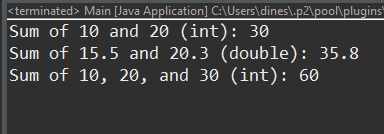 <terminated> Main [Java Application] C:\Users\dines\.p2\pool\plugins\
Sum of 10 and 20 (int): 30
Sum of 15.5 and 20.3 (double): 35.8
Sum of 10, 20, and 30 (int): 60